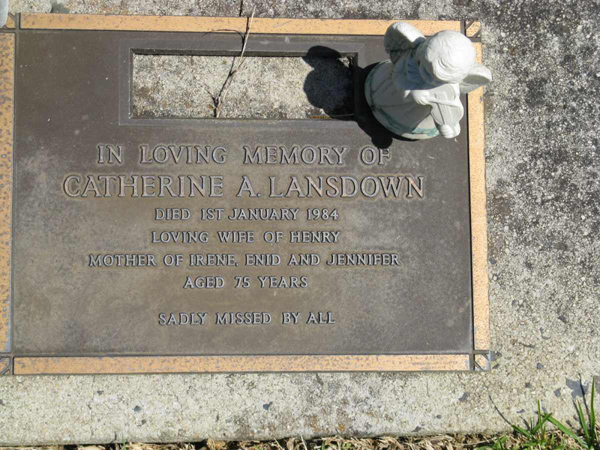 IN LOVING MEMORY OF
CATHERINE A. LANSDOWN
DIED 1ST JANUARY 1984
LOVING WIFE OF HENRY
MOTHER OF IRENE, ENID AND JENNIFER
AGED 75 YEARS
SADLY MISSED BY ALL